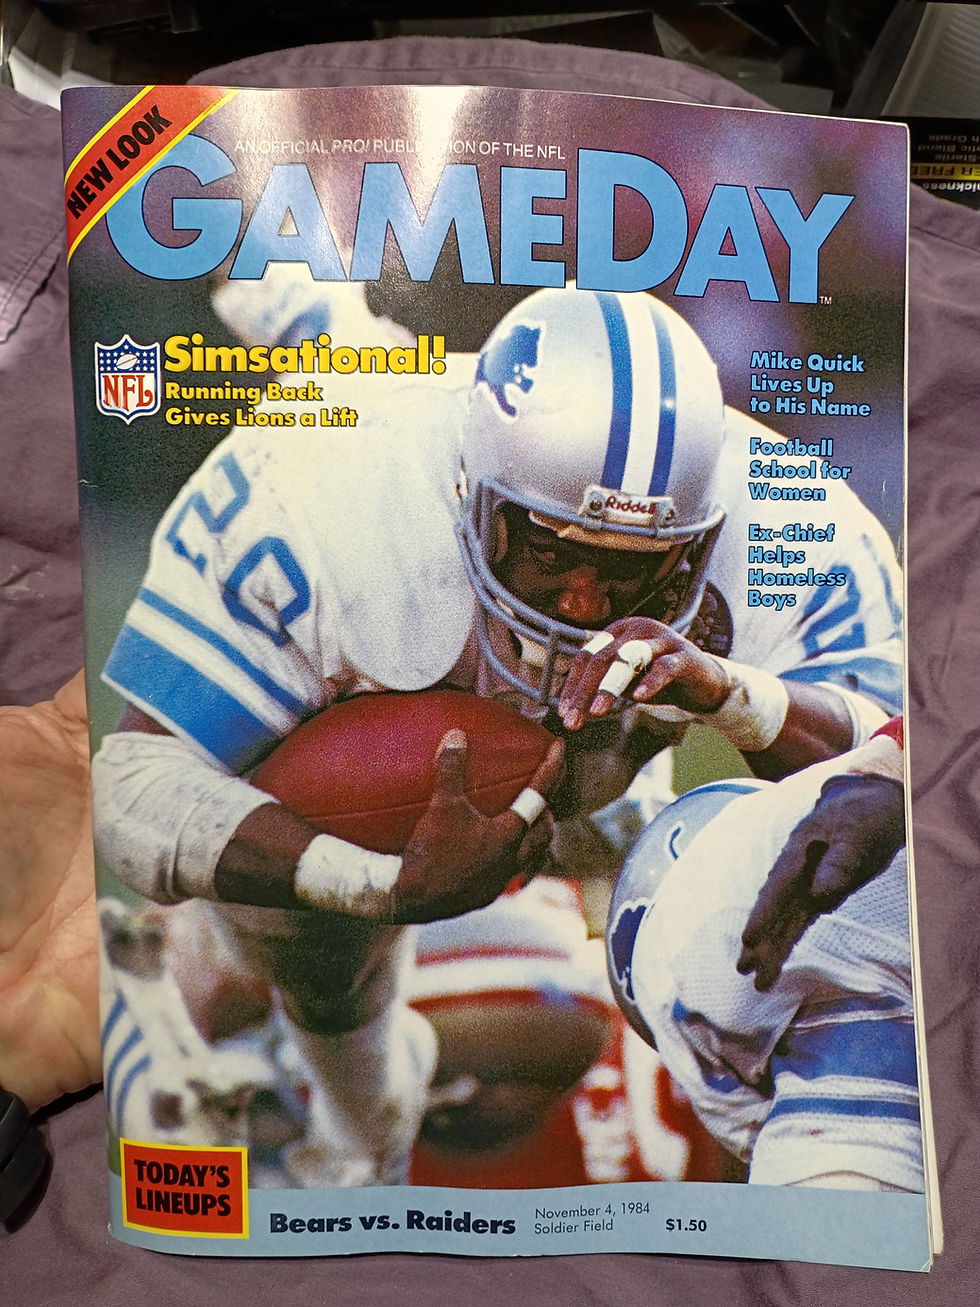 NEW LOOK
AN OFFICIAL PRO! PUBLICATION OF THE NFL
GAMEDAY
TM
NFL
Simsational!
Running Back
Gives Lions a Lift
Mike Quick
Lives Up
to His Name
Football
School for
Women
Ex-Chief
Helps
Homeless
Boys
Riddell
20
TODAY'S
LINEUPS
Bears vs. Raiders
November 4, 1984
Soldier Field
$1.50